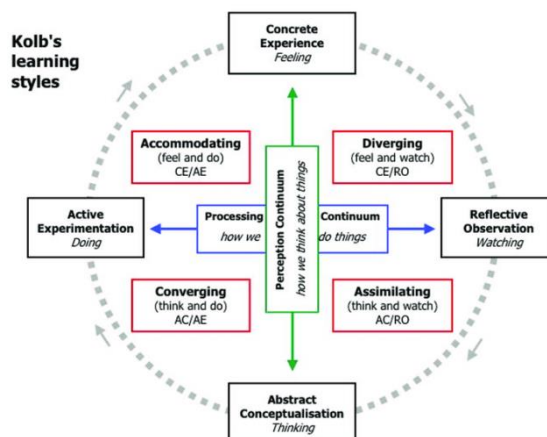 Kolb's
learning
styles
Concrete
Experience
Feeling
Accommodating
(feel and do)
CE/AE
Diverging
(feel and watch)
CE/RO
Active
Experimentation
Doing
Processing Continuum
how we do things
Perception Continuum
how we think about things
Reflective
Observation
Watching
Converging
(think and do)
AC/AE
Assimilating
(think and watch)
AC/RO
Abstract
Conceptualisation
Thinking